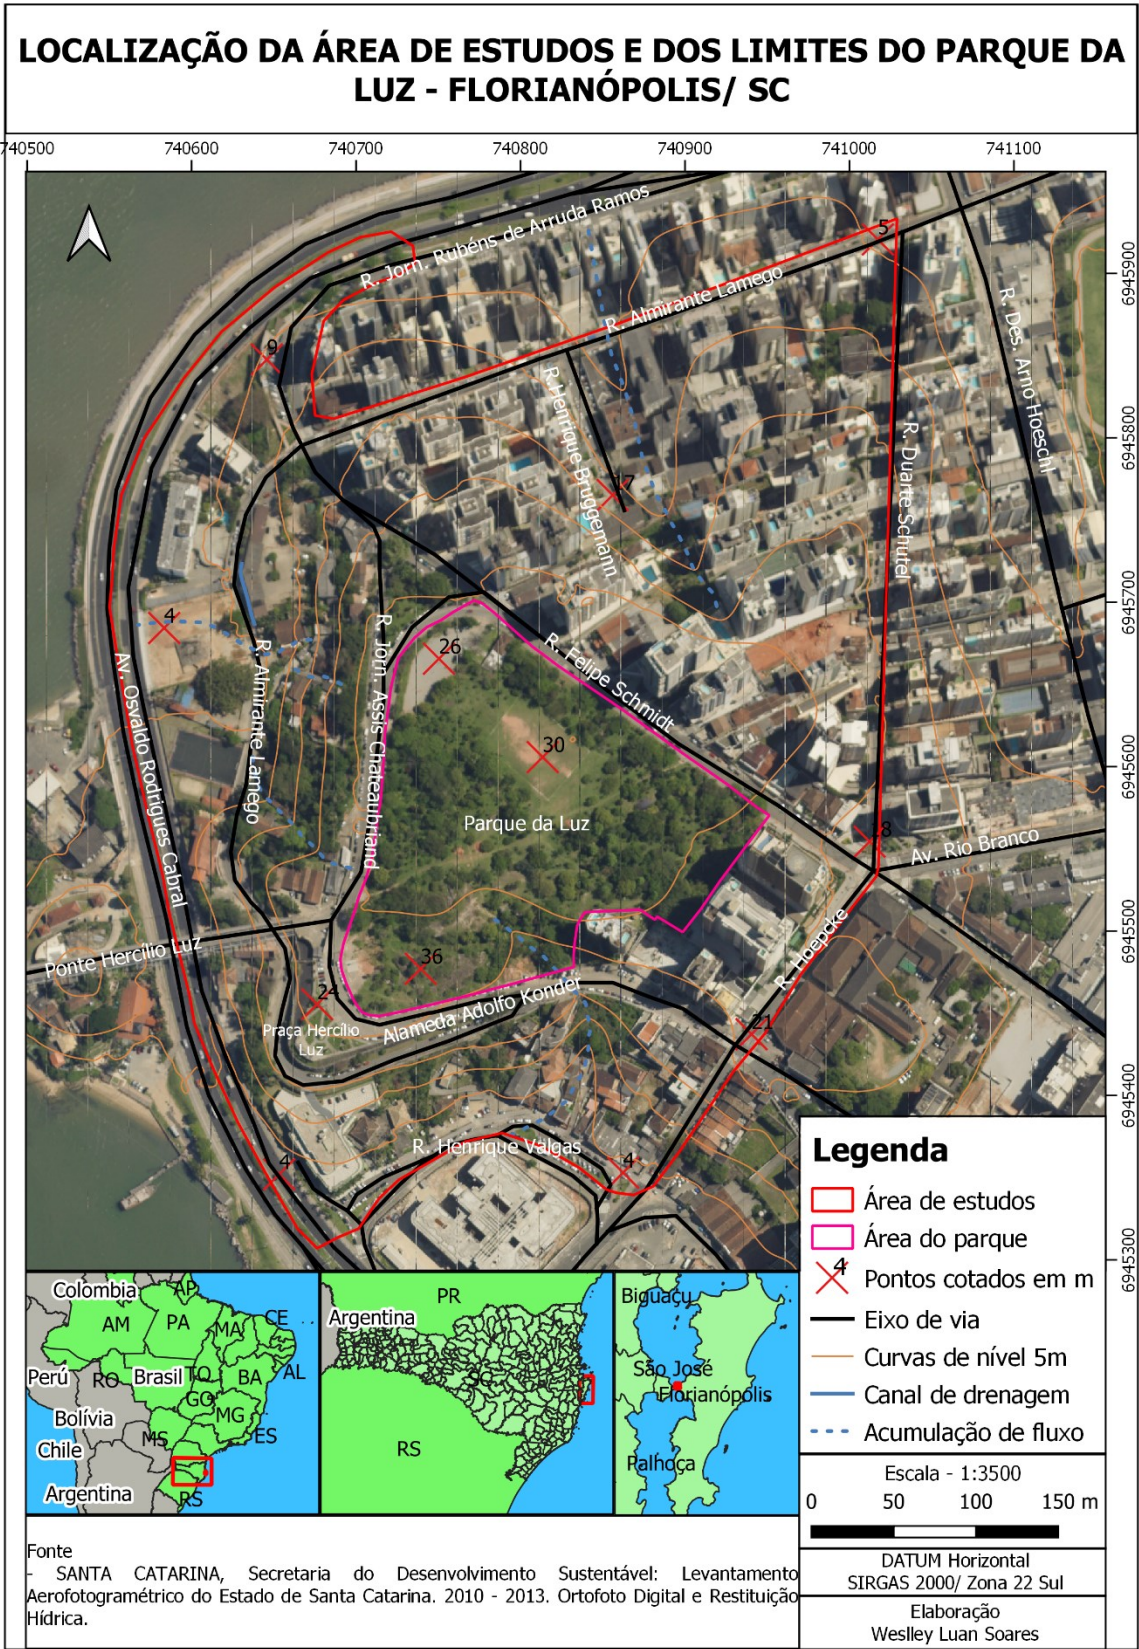 LOCALIZAÇÃO DA ÁREA DE ESTUDOS E DOS LIMITES DO PARQUE DA
LUZ - FLORIANÓPOLIS/ SC
740500 740600 740700 740800 740900 741000 741100
6945900
6945800
6945700
6945600
6945500
6945400
6945300
R. Jorn. Rubéns de Arruda Ramos
5
R. Almirante Lamego
R. Des. Arno Hoeschl
9
R. Henrique Bruggemann
R. Duarte Schutel
7
4
26
R. Felipe Schmidt
R. Jorn. Assis Chateaubriand
R. Almirante Lamego
Av. Osvaldo Rodrigues Cabral
30
Parque da Luz
18
Av. Rio Branco
Ponte Hercílio Luz
R. Hoepcke
36
24
Alameda Adolfo Konder
Praça Hercílio
Luz
21
R. Henrique Valgas
4
4
Legenda
Área de estudos
Área do parque
4
Pontos cotados em m
Eixo de via
Curvas de nível 5m
Canal de drenagem
Acumulação de fluxo
Escala - 1:3500
0 50 100 150 m
DATUM Horizontal
SIRGAS 2000/ Zona 22 Sul
Elaboração
Weslley Luan Soares
Colombia
AP
AM
PA
MA
CE
Perú
RO
Brasil
TO
BA
AL
GO
Bolívia
MG
MS
ES
Chile
Argentina
RS
PR
Argentina
SC
RS
Biguaçu
São José
Florianópolis
Palhoça
Fonte
- SANTA CATARINA, Secretaria do Desenvolvimento Sustentável: Levantamento
Aerofotogramétrico do Estado de Santa Catarina. 2010 - 2013. Ortofoto Digital e Restituição
Hídrica.